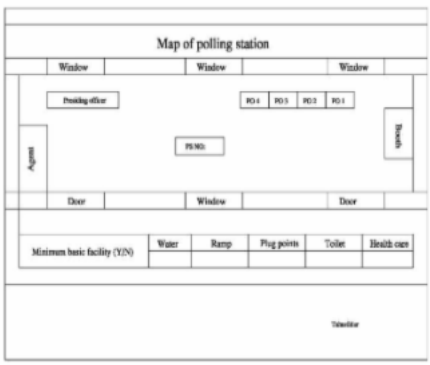 Map of polling station
Window Window Window
Presiding officer PO 4 PO 3 PO 2 PO 1
Booth
Agent
PS NO:
Door Window Door
Minimum basic facility (Y/N) Water Ramp Plug points Toilet Health care